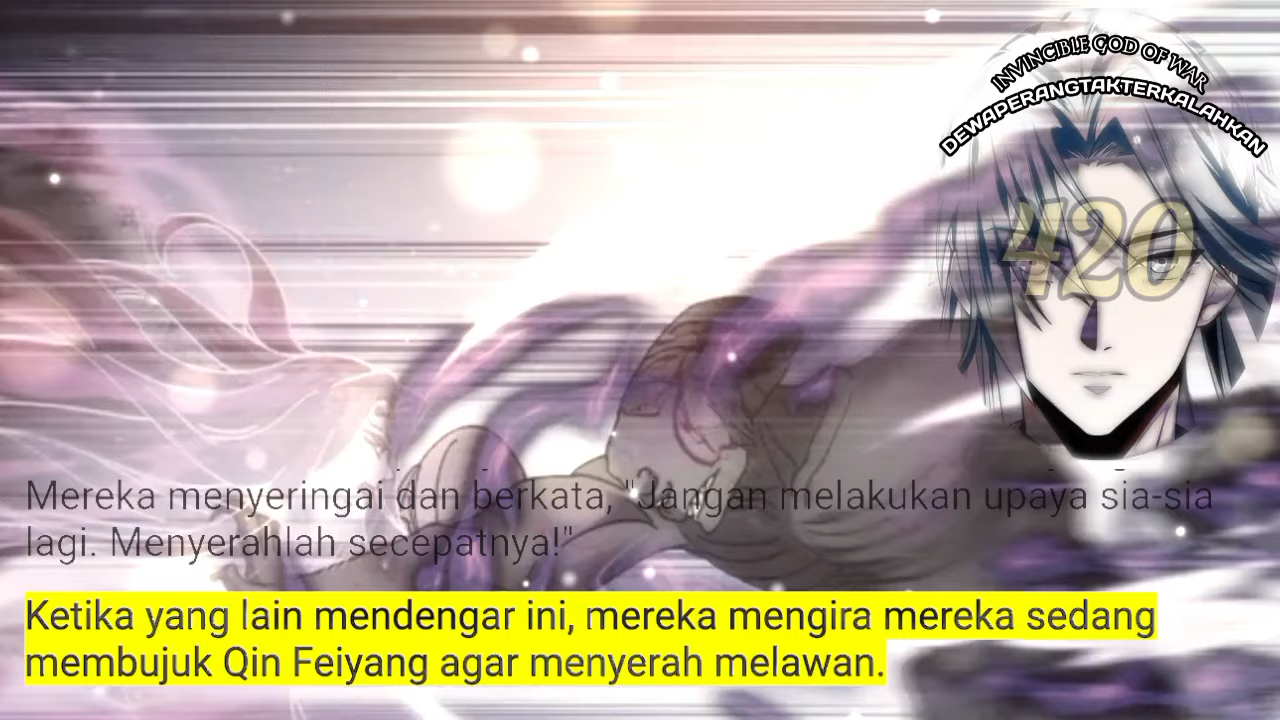 INVINCIBLE GOD OF WAR
DEWAPERANGTAKTERKALAHKAN
420
Mereka menyeringai dan berkata, "Jangan melakukan upaya sia-sia
lagi. Menyerahlah secepatnya!"
Ketika yang lain mendengar ini, mereka mengira mereka sedang
membujuk Qin Feiyang agar menyerah melawan.